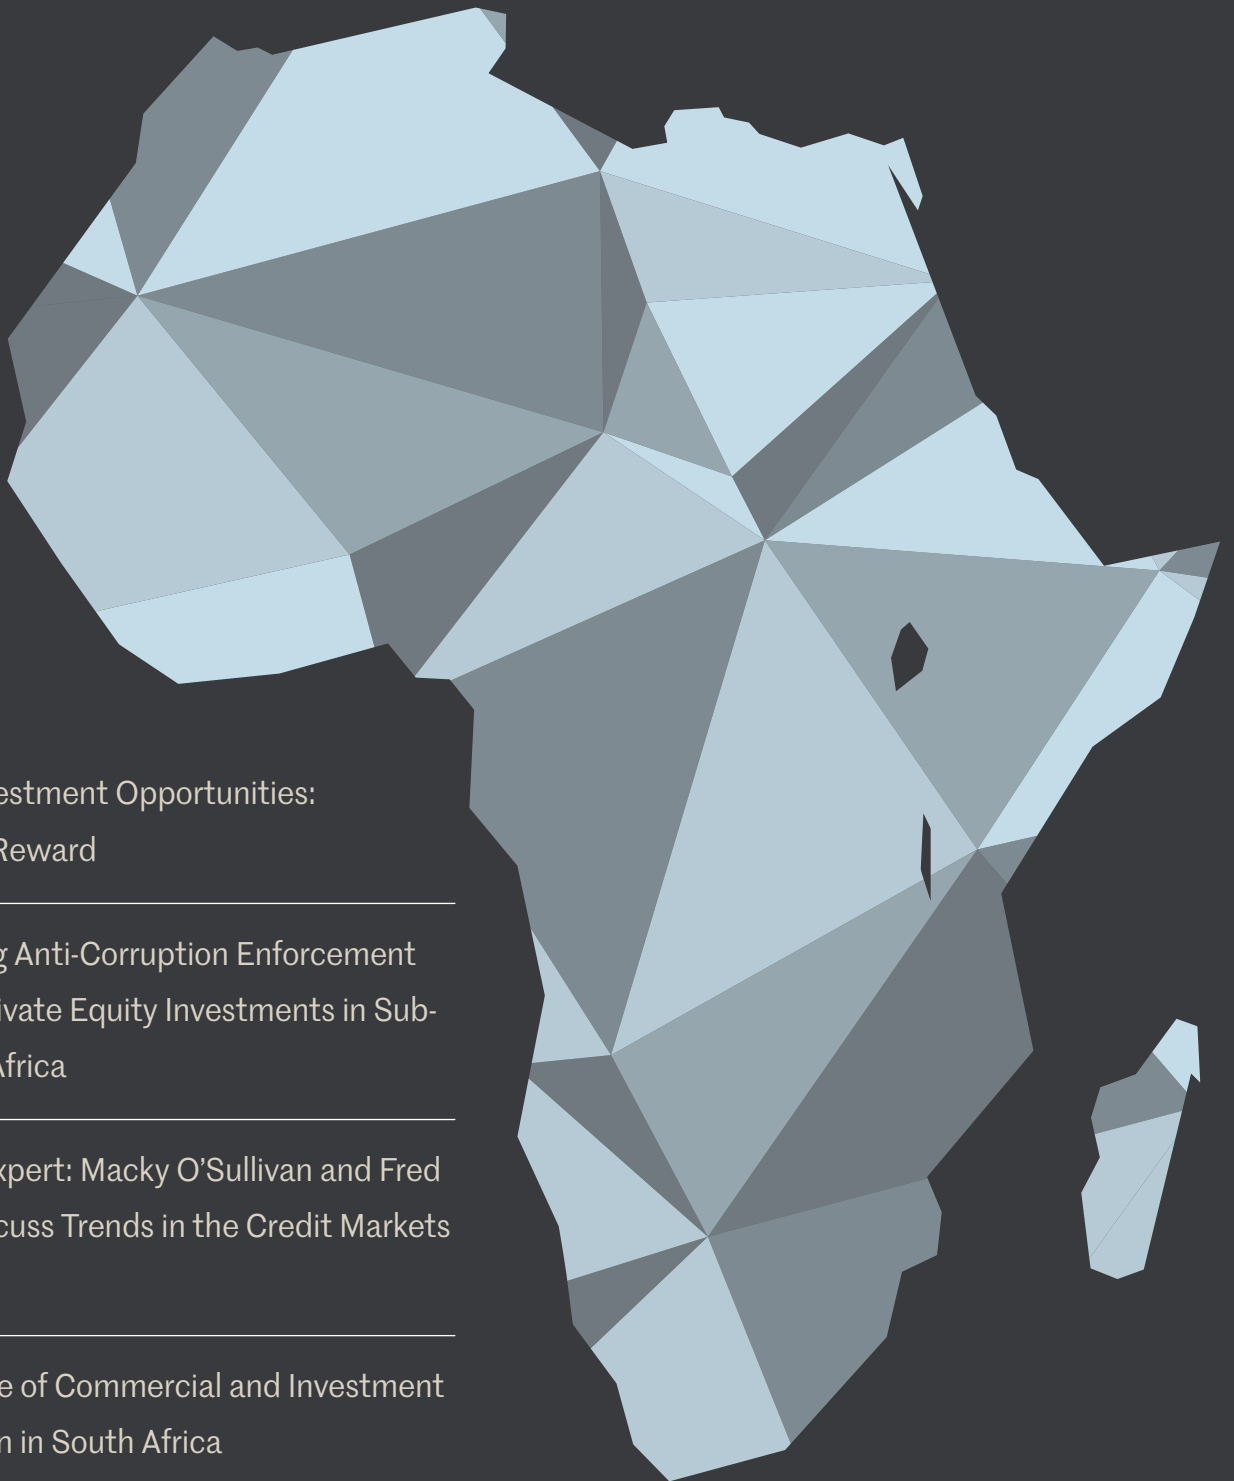 estment Opportunities:
Reward
g Anti-Corruption Enforcement
ivate Equity Investments in Sub-
Africa
xpert: Macky O’Sullivan and Fred
cuss Trends in the Credit Markets
e of Commercial and Investment
n in South Africa